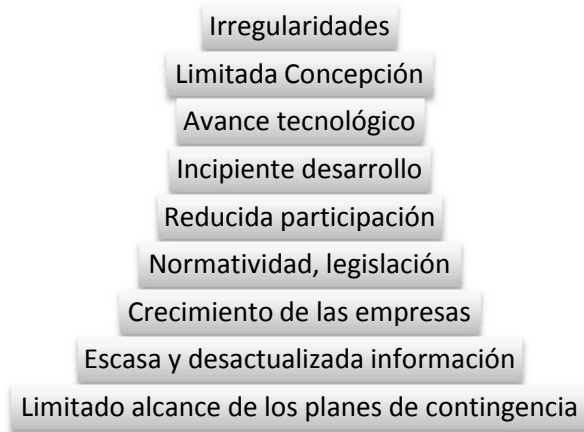 Irregularidades
Limitada Concepción
Avance tecnológico
Incipiente desarrollo
Reducida participación
Normatividad, legislación
Crecimiento de las empresas
Escasa y desactualizada información
Limitado alcance de los planes de contingencia